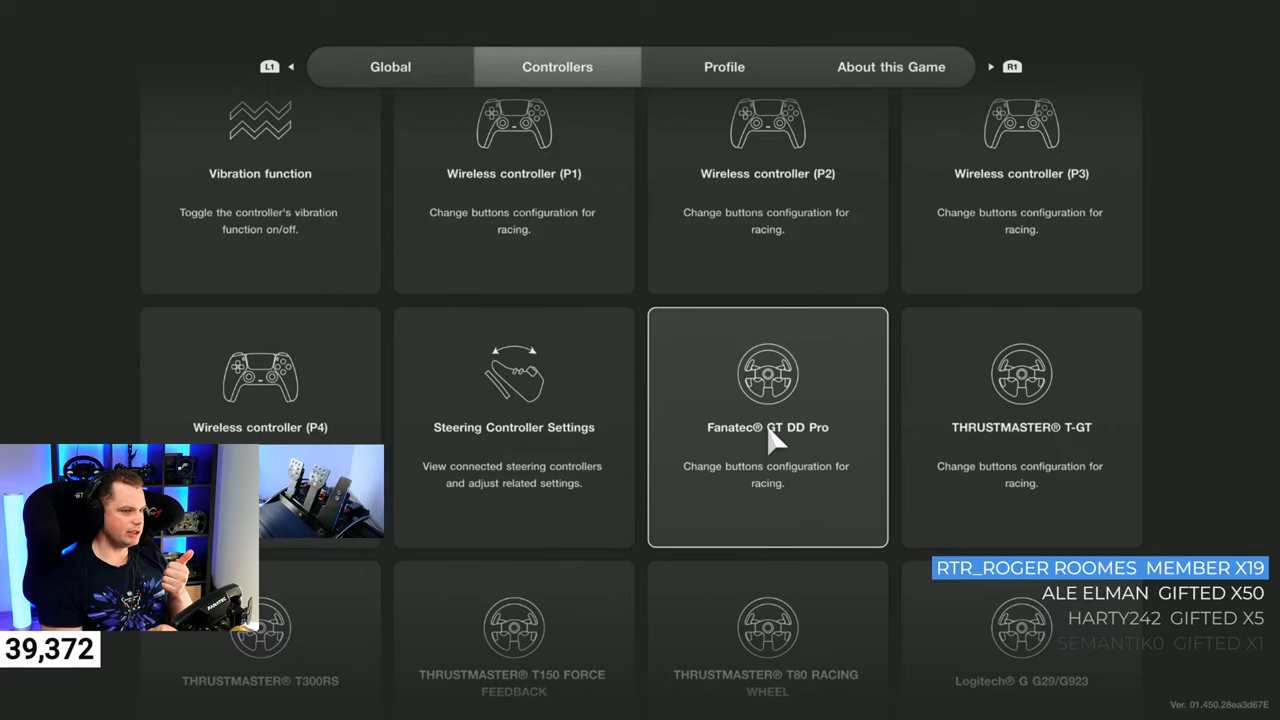 L1
Global
Controllers
Profile
About this Game
R1
Vibration function
Toggle the controller's vibration
function on/off.
Wireless controller (P1)
Change buttons configuration for
racing.
Wireless controller (P2)
Change buttons configuration for
racing.
Wireless controller (P3)
Change buttons configuration for
racing.
Wireless controller (P4)
Steering Controller Settings
View connected steering controllers
and adjust related settings.
Fanatec® GT DD Pro
Change buttons configuration for
racing.
THRUSTMASTER® T-GT
Change buttons configuration for
racing.
RTR_ROGER ROOMES MEMBER X19
ALE ELMAN GIFTED X50
HARTY242 GIFTED X5
SEMANTIK0 GIFTED X1
39,372
FANATEC
THRUSTMASTER® T300RS
THRUSTMASTER® T150 FORCE
FEEDBACK
THRUSTMASTER® T80 RACING
WHEEL
Logitech® G G29/G923
Ver. 01.450.28ea3d67E